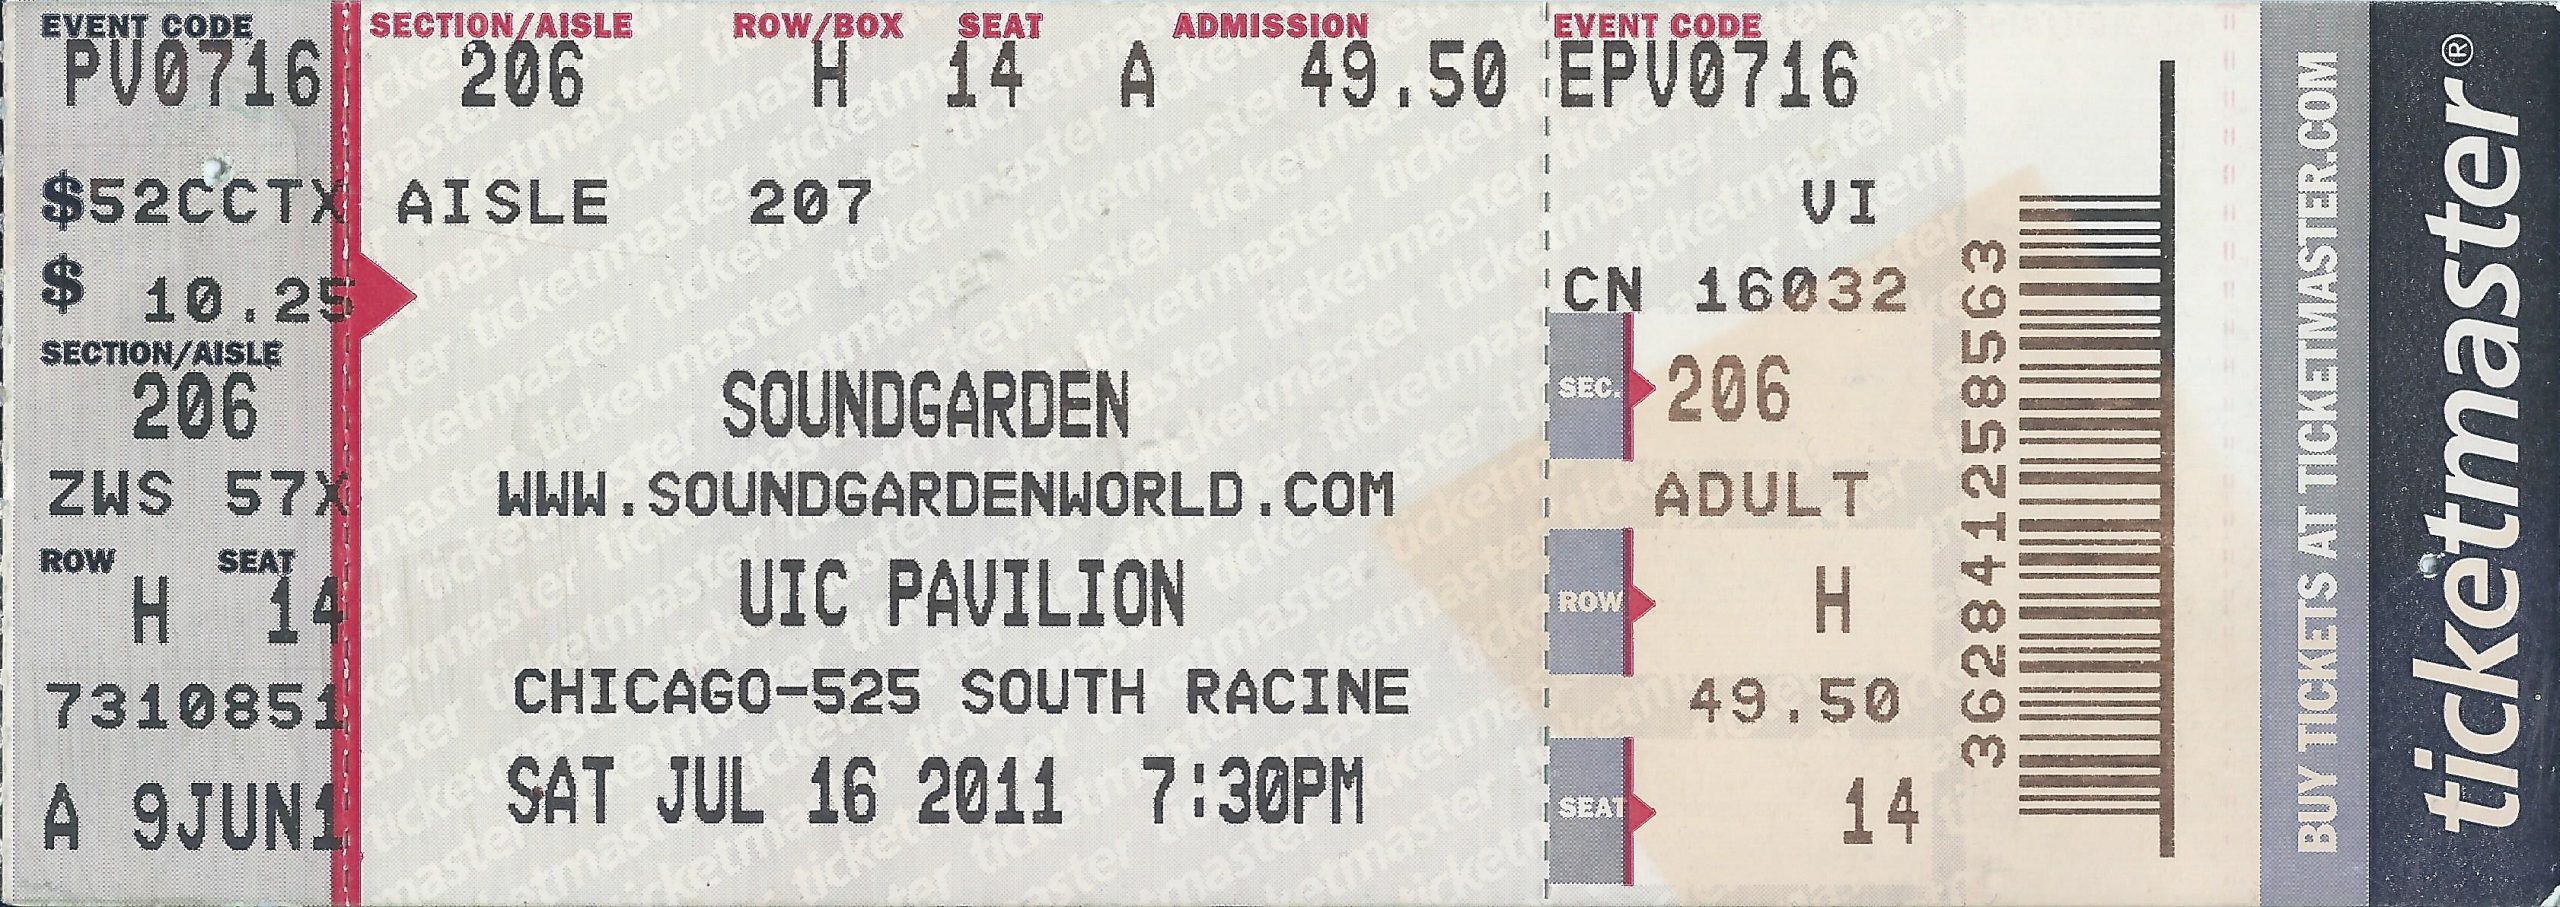 EVENT CODE
PV0716
$52CCTX
$ 10.25
SECTION/AISLE
206
ZWS 57X
ROW SEAT
H 14
7310851
A 9JUN1
SECTION/AISLE ROW/BOX SEAT ADMISSION
206 H 14 A 49.50
AISLE 207
SOUNDGARDEN
WWW.SOUNDGARDENWORLD.COM
UIC PAVILION
CHICAGO-525 SOUTH RACINE
SAT JUL 16 2011 7:30PM
EVENT CODE
EPV0716
VI
CN 16032
SEC. 206
ADULT
ROW H
49.50
SEAT 14
362841258563
BUY TICKETS AT TICKETMASTER.COM
ticketmaster®